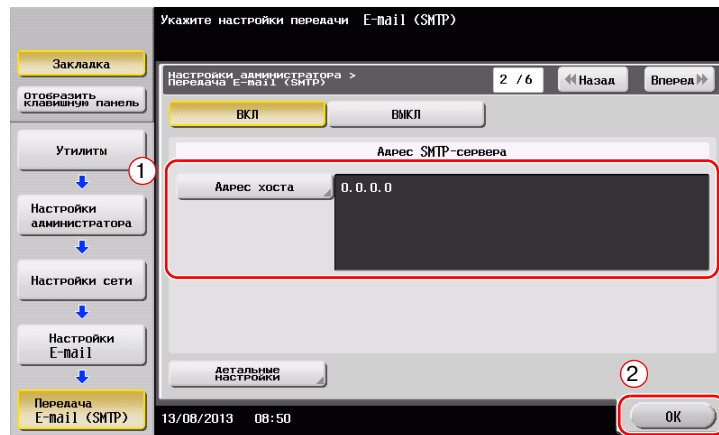 Укажите настройки передачи E-mail (SMTP)
Закладка
Отобразить
клавишную панель
Утилиты
Настройки
администратора
Настройки сети
Настройки
E-mail
Передача
E-mail (SMTP)
Настройки администратора >
Передача E-mail (SMTP)
2 /6
Назад
Вперед
ВКЛ
ВЫКЛ
Адрес SMTP-сервера
1
Адрес хоста
0.0.0.0
Детальные
настройки
2
13/08/2013 08:50
OK